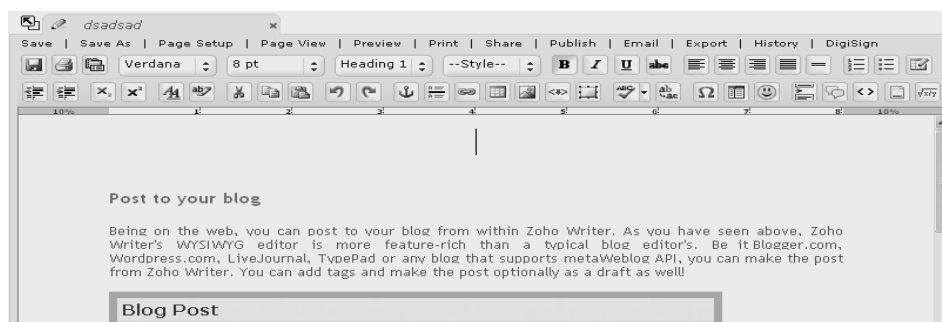 dsadsad
Save | Save As | Page Setup | Page View | Preview | Print | Share | Publish | Email | Export | History | DigiSign
Verdana 8 pt Heading 1 --Style-- B I U abc
10% 1 2 3 4 5 6 7 8 10%
Post to your blog
Being on the web, you can post to your blog from within Zoho Writer. As you have seen above, Zoho
Writer's WYSIWYG editor is more feature-rich than a typical blog editor's. Be it Blogger.com,
Wordpress.com, LiveJournal, TypePad or any blog that supports metaWeblog API, you can make the post
from Zoho Writer. You can add tags and make the post optionally as a draft as well!
Blog Post